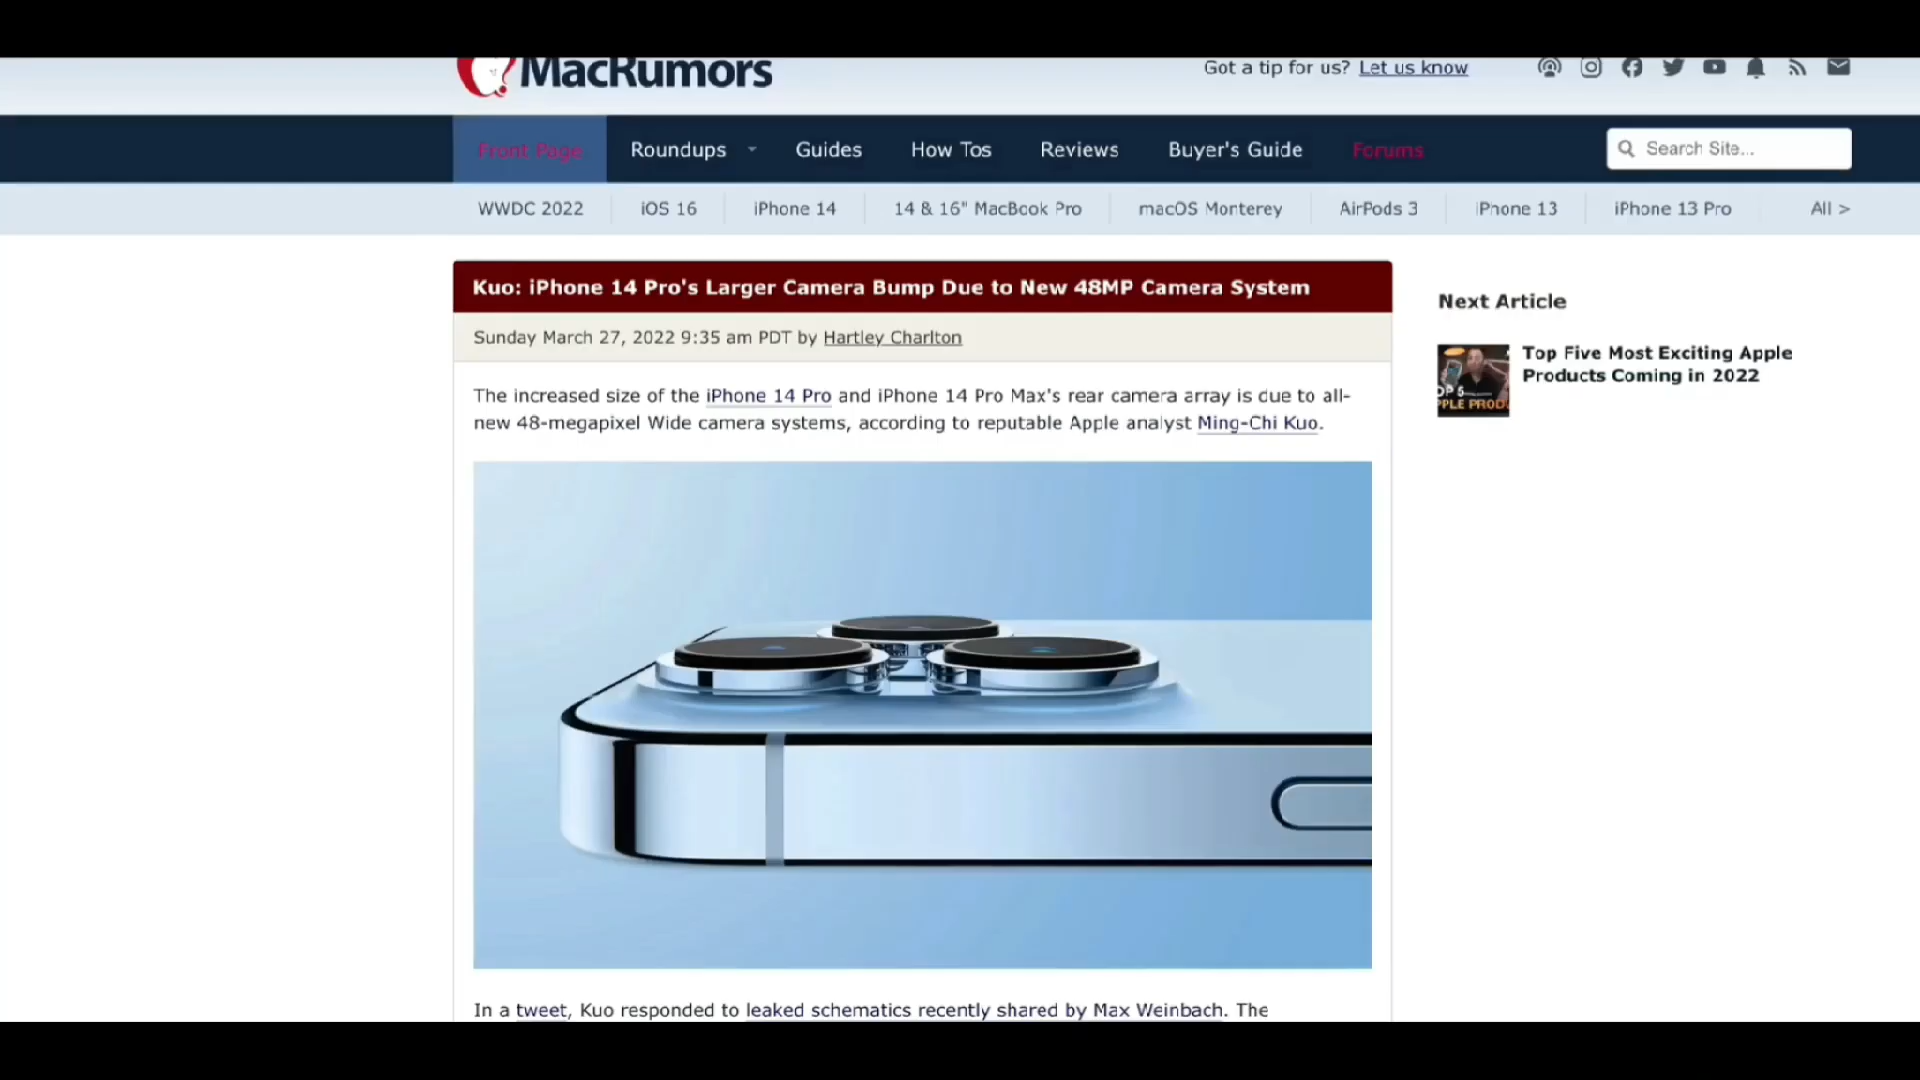 MacRumors
Got a tip for us? Let us know
Front Page Roundups Guides How Tos Reviews Buyer's Guide Forums
Search Site...
WWDC 2022 iOS 16 iPhone 14 14 & 16" MacBook Pro macOS Monterey AirPods 3 iPhone 13 iPhone 13 Pro All >
Kuo: iPhone 14 Pro's Larger Camera Bump Due to New 48MP Camera System
Sunday March 27, 2022 9:35 am PDT by Hartley Charlton
The increased size of the iPhone 14 Pro and iPhone 14 Pro Max's rear camera array is due to all-
new 48-megapixel Wide camera systems, according to reputable Apple analyst Ming-Chi Kuo.
In a tweet, Kuo responded to leaked schematics recently shared by Max Weinbach. The
Next Article
Top Five Most Exciting Apple
Products Coming in 2022
OP 5
PLE PROD